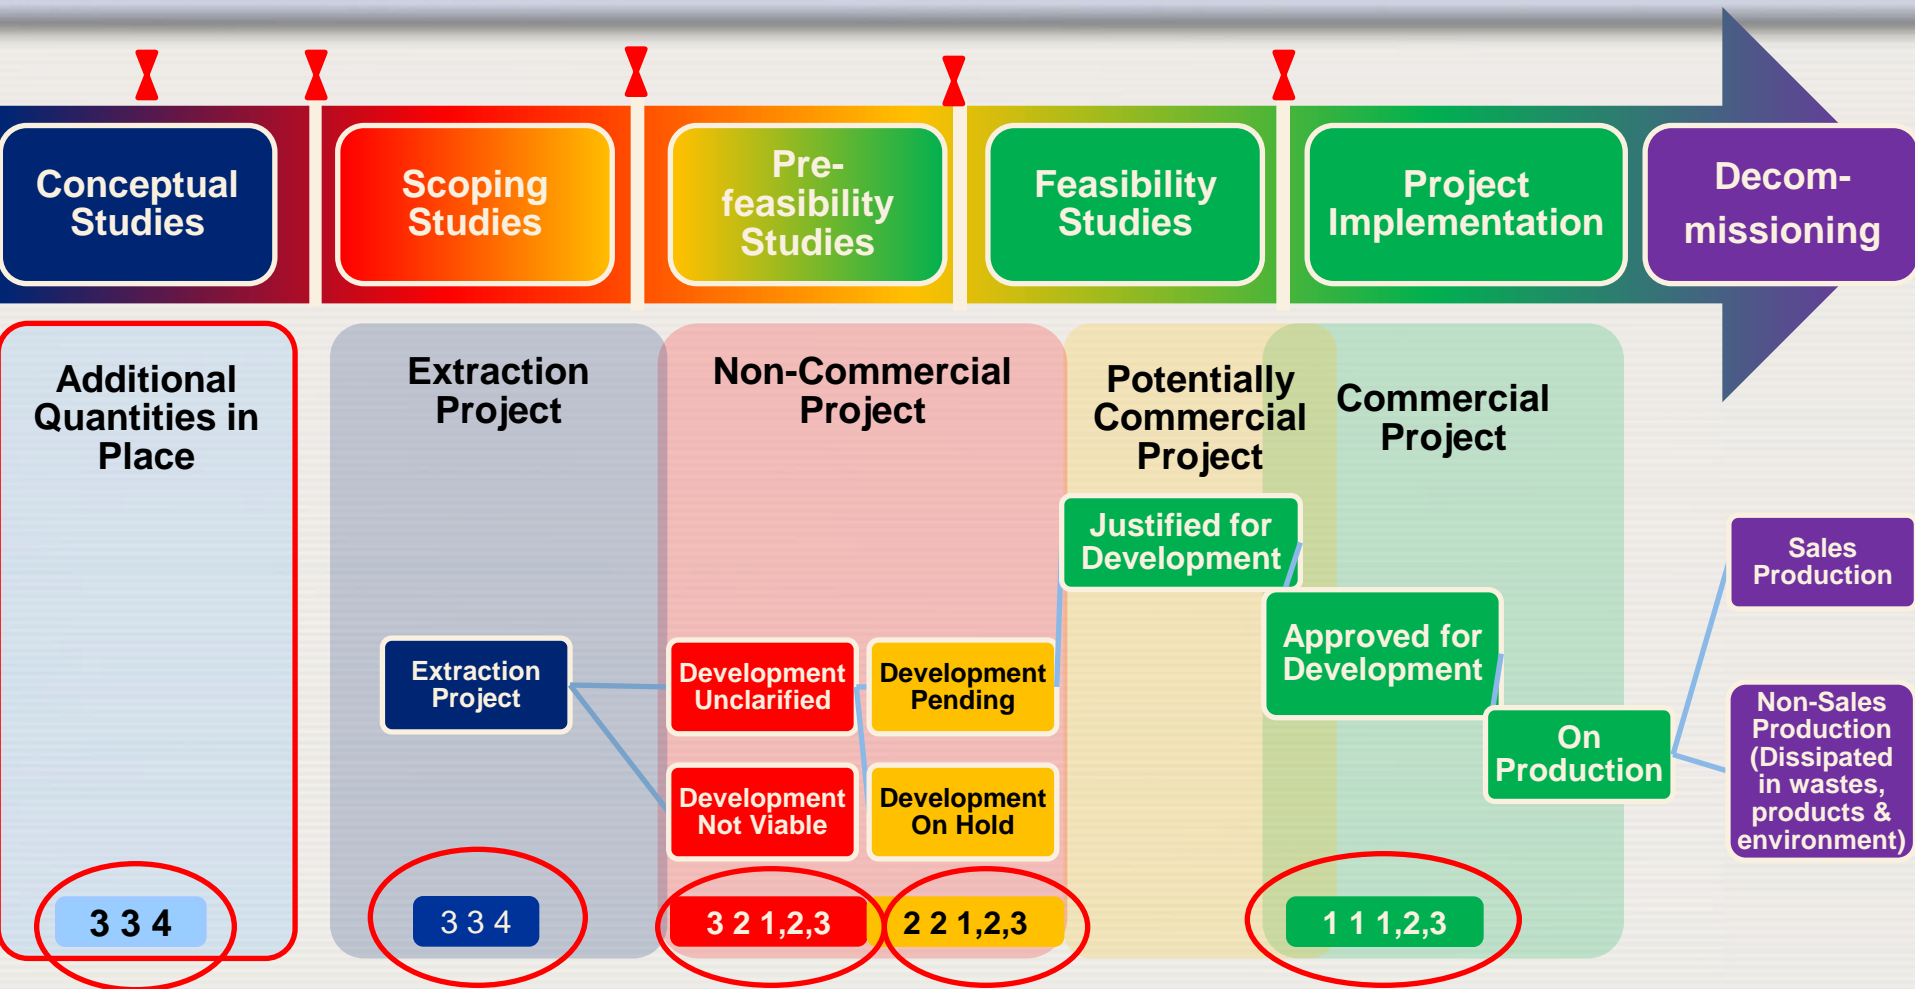 Conceptual
Studies
Scoping
Studies
Pre-
feasibility
Studies
Feasibility
Studies
Project
Implementation
Decom-
missioning
Additional
Quantities in
Place
Extraction
Project
Non-Commercial
Project
Potentially
Commercial
Project
Commercial
Project
Justified for
Development
Approved for
Development
On
Production
Extraction
Project
Development
Unclarified
Development
Pending
Development
Not Viable
Development
On Hold
Sales
Production
Non-Sales
Production
(Dissipated
in wastes,
products &
environment)
3 3 4
3 3 4
3 2 1,2,3
2 2 1,2,3
1 1 1,2,3